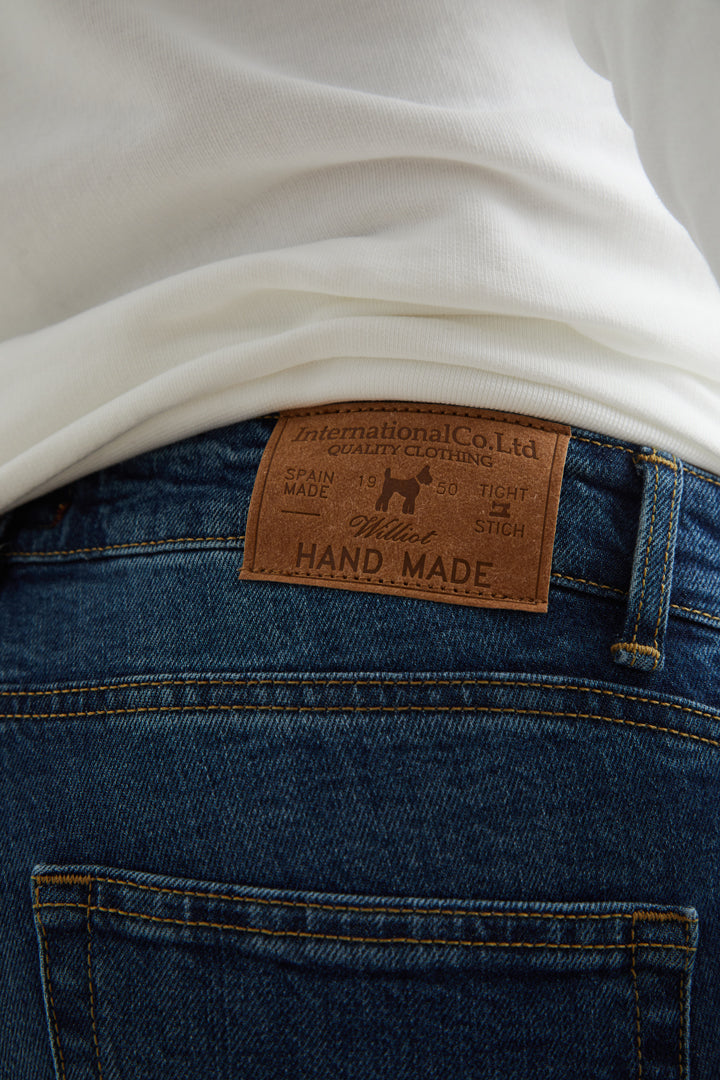 InternationalCo.Ltd
QUALITY CLOTHING
SPAIN MADE
19 50
TIGHT STICH
Williot
HAND MADE